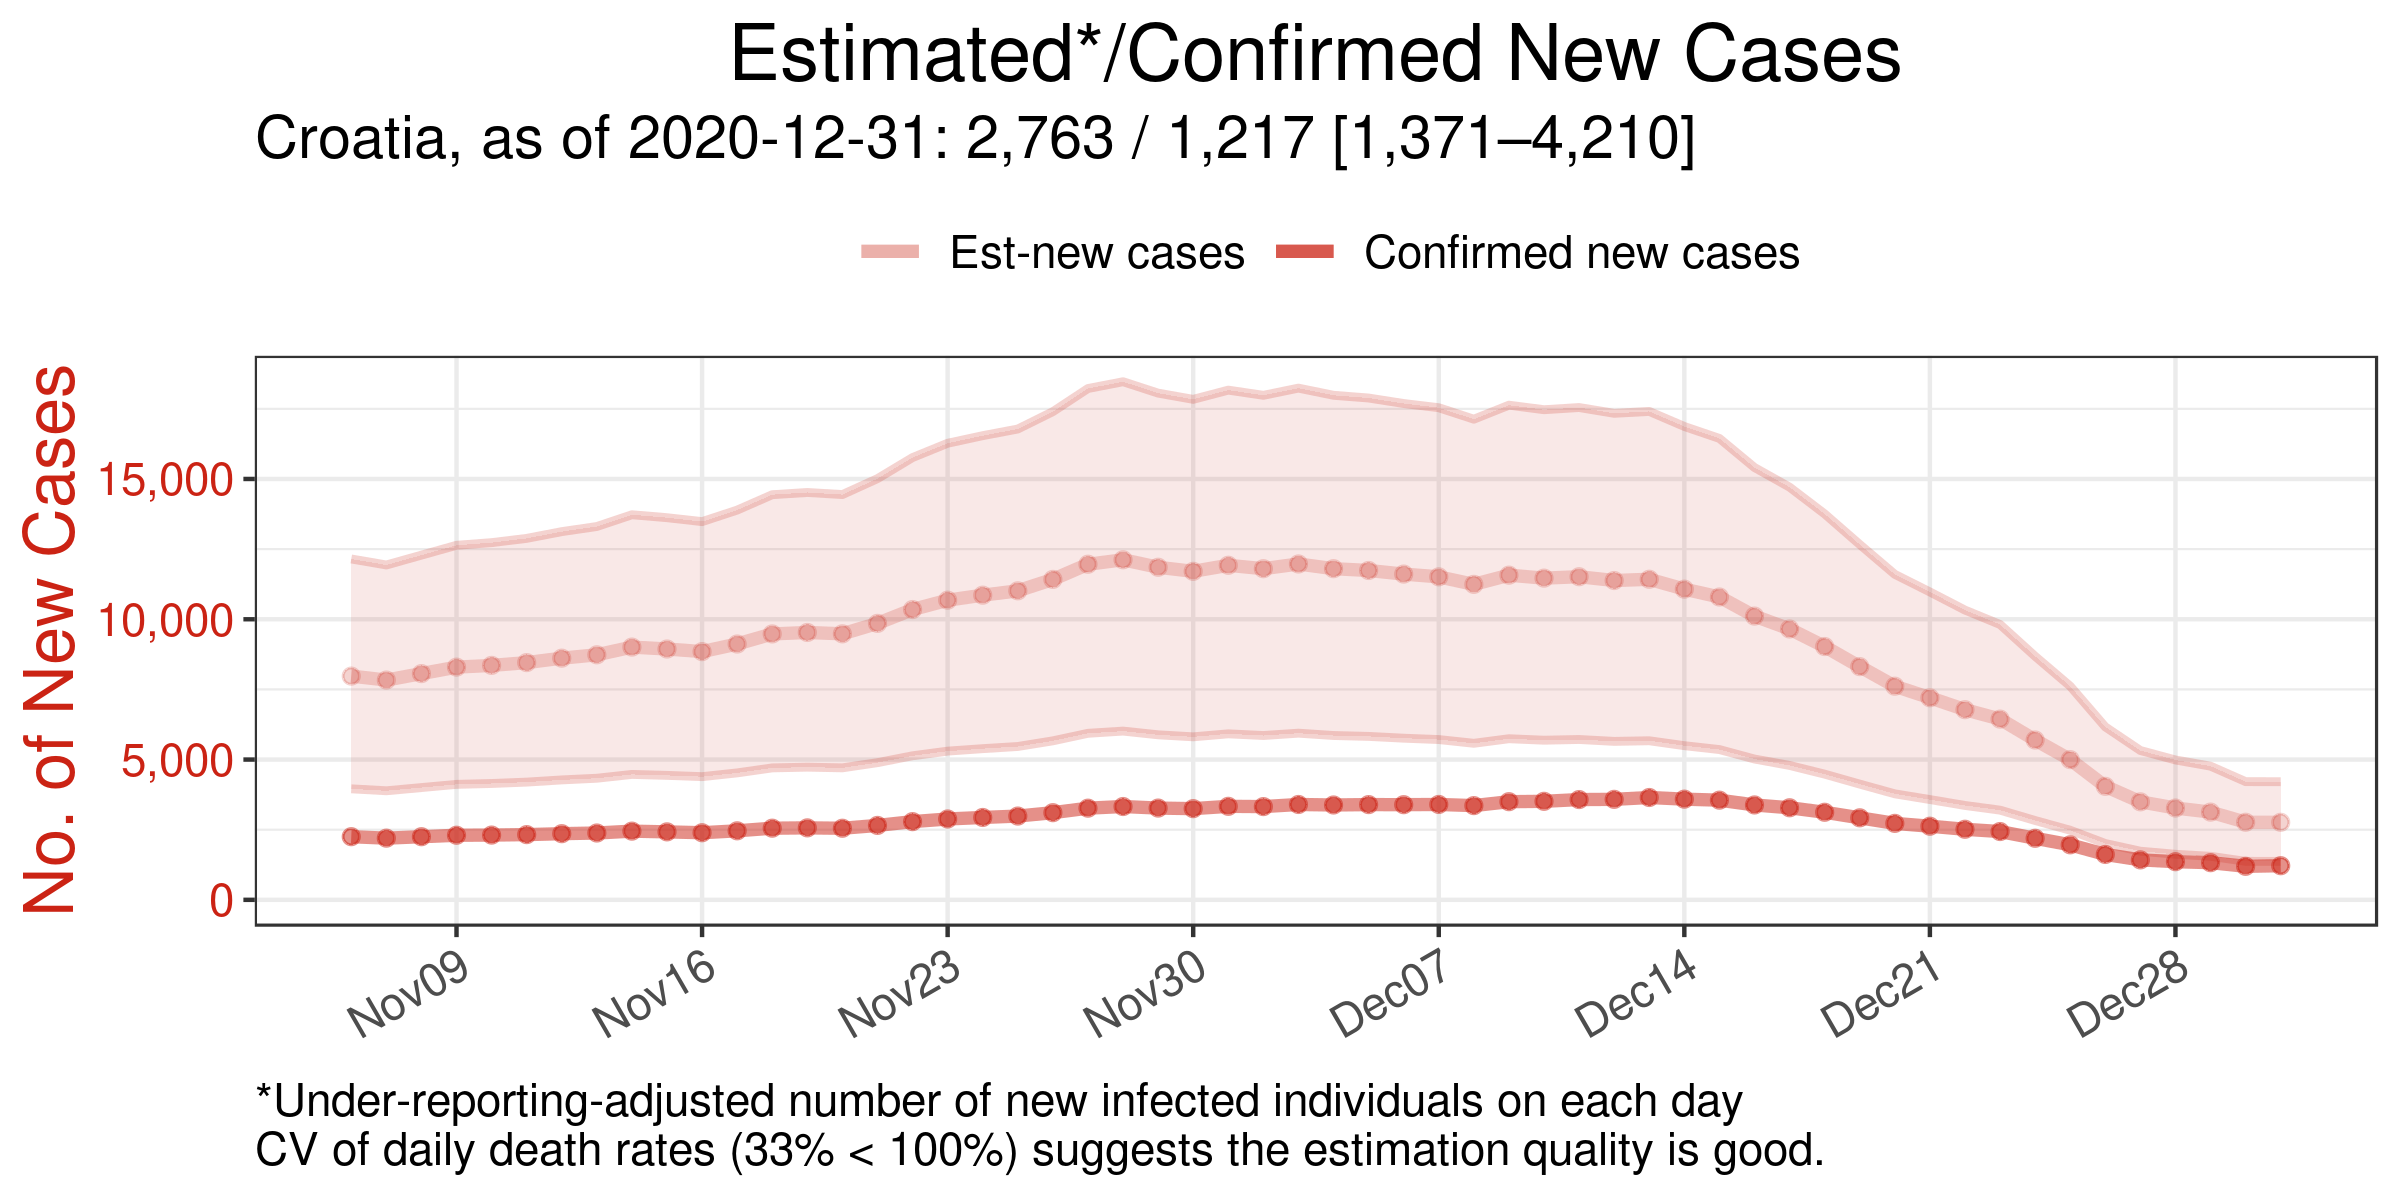 Estimated*/Confirmed New Cases
Croatia, as of 2020-12-31: 2,763 / 1,217 [1,371–4,210]
Est-new cases Confirmed new cases
No. of New Cases
15,000
10,000
5,000
0
Nov09 Nov16 Nov23 Nov30 Dec07 Dec14 Dec21 Dec28
*Under-reporting-adjusted number of new infected individuals on each day
CV of daily death rates (33% < 100%) suggests the estimation quality is good.